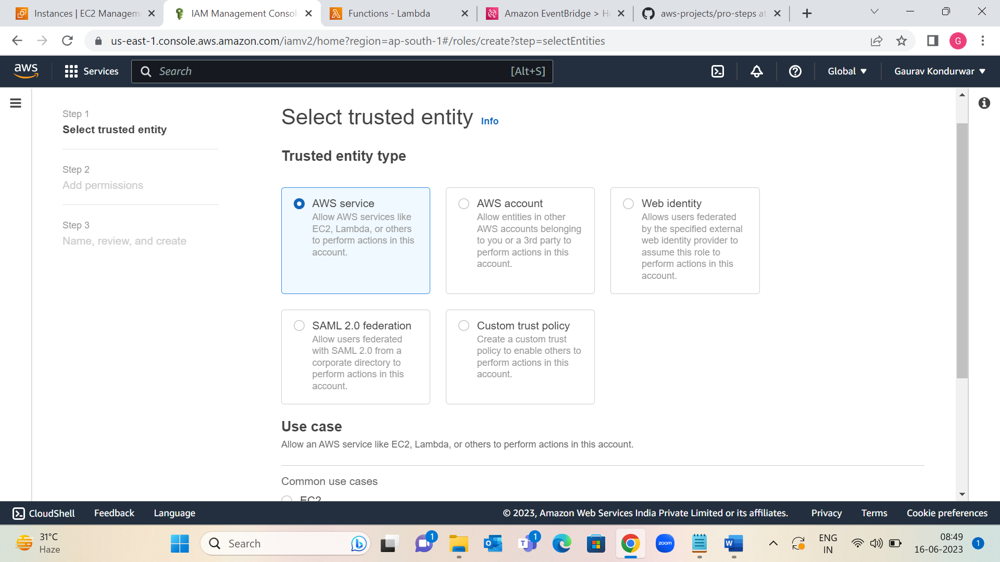 Instances | EC2 Managem
IAM Management Consol
Functions - Lambda
Amazon EventBridge > H
aws-projects/pro-steps at
us-east-1.console.aws.amazon.com/iamv2/home?region=ap-south-1#/roles/create?step=selectEntities
G
aws
Services
Search
[Alt+S]
Global
Gaurav Kondurwar
Step 1
Select trusted entity
Step 2
Add permissions
Step 3
Name, review, and create
Select trusted entity Info
Trusted entity type
AWS service
Allow AWS services like
EC2, Lambda, or others
to perform actions in this
account.
AWS account
Allow entities in other
AWS accounts belonging
to you or a 3rd party to
perform actions in this
account.
Web identity
Allows users federated
by the specified external
web identity provider to
assume this role to
perform actions in this
account.
SAML 2.0 federation
Allow users federated
with SAML 2.0 from a
corporate directory to
perform actions in this
account.
Custom trust policy
Create a custom trust
policy to enable others to
perform actions in this
account.
Use case
Allow an AWS service like EC2, Lambda, or others to perform actions in this account.
Common use cases
EC2
CloudShell
Feedback
Language
© 2023, Amazon Web Services India Private Limited or its affiliates.
Privacy
Terms
Cookie preferences
31°C
Haze
Search
1
1
zoom
ENG
IN
08:49
16-06-2023
1